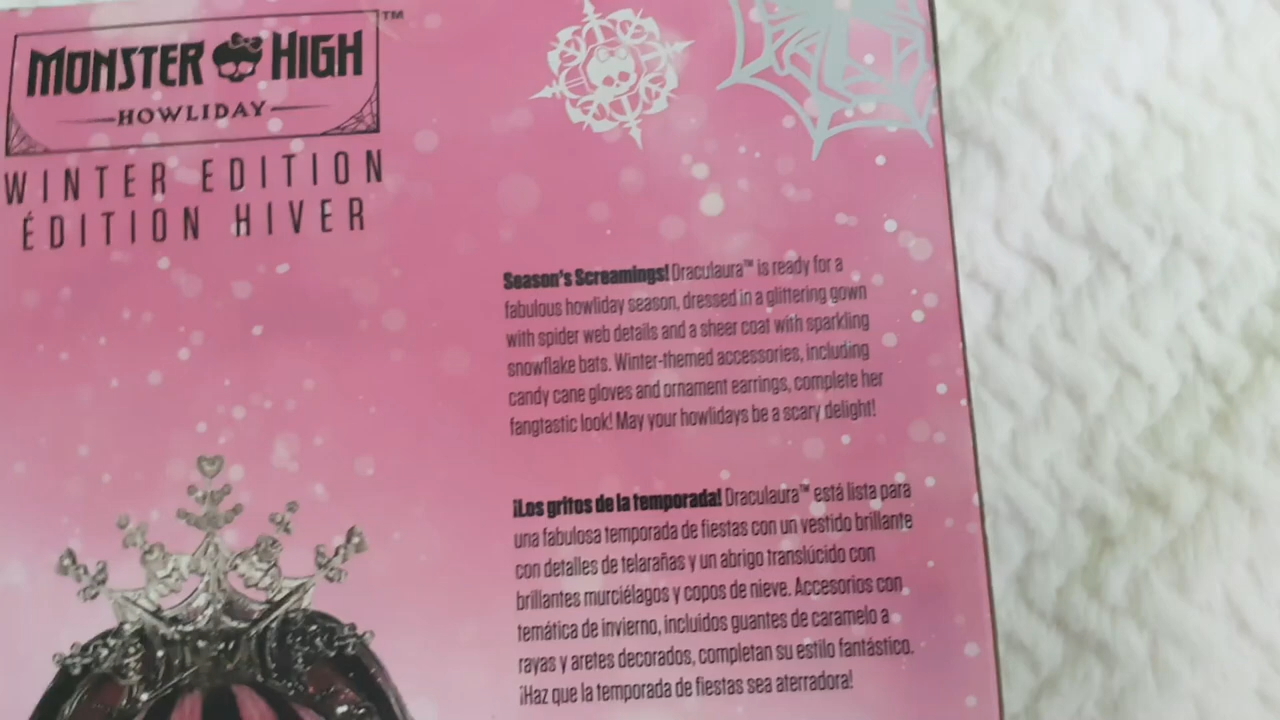 MONSTER HIGH™
HOWLIDAY
WINTER EDITION
ÉDITION HIVER
Season's Screamings! Draculaura™ is ready for a
fabulous howliday season, dressed in a glittering gown
with spider web details and a sheer coat with sparkling
snowflake bats. Winter-themed accessories, including
candy cane gloves and ornament earrings, complete her
fangtastic look! May your howlidays be a scary delight!
¡Los gritos de la temporada! Draculaura™ está lista para
una fabulosa temporada de fiestas con un vestido brillante
con detalles de telarañas y un abrigo translúcido con
brillantes murciélagos y copos de nieve. Accesorios con
temática de invierno, incluidos guantes de caramelo a
rayas y aretes decorados, completan su estilo fantástico.
¡Haz que la temporada de fiestas sea aterradora!